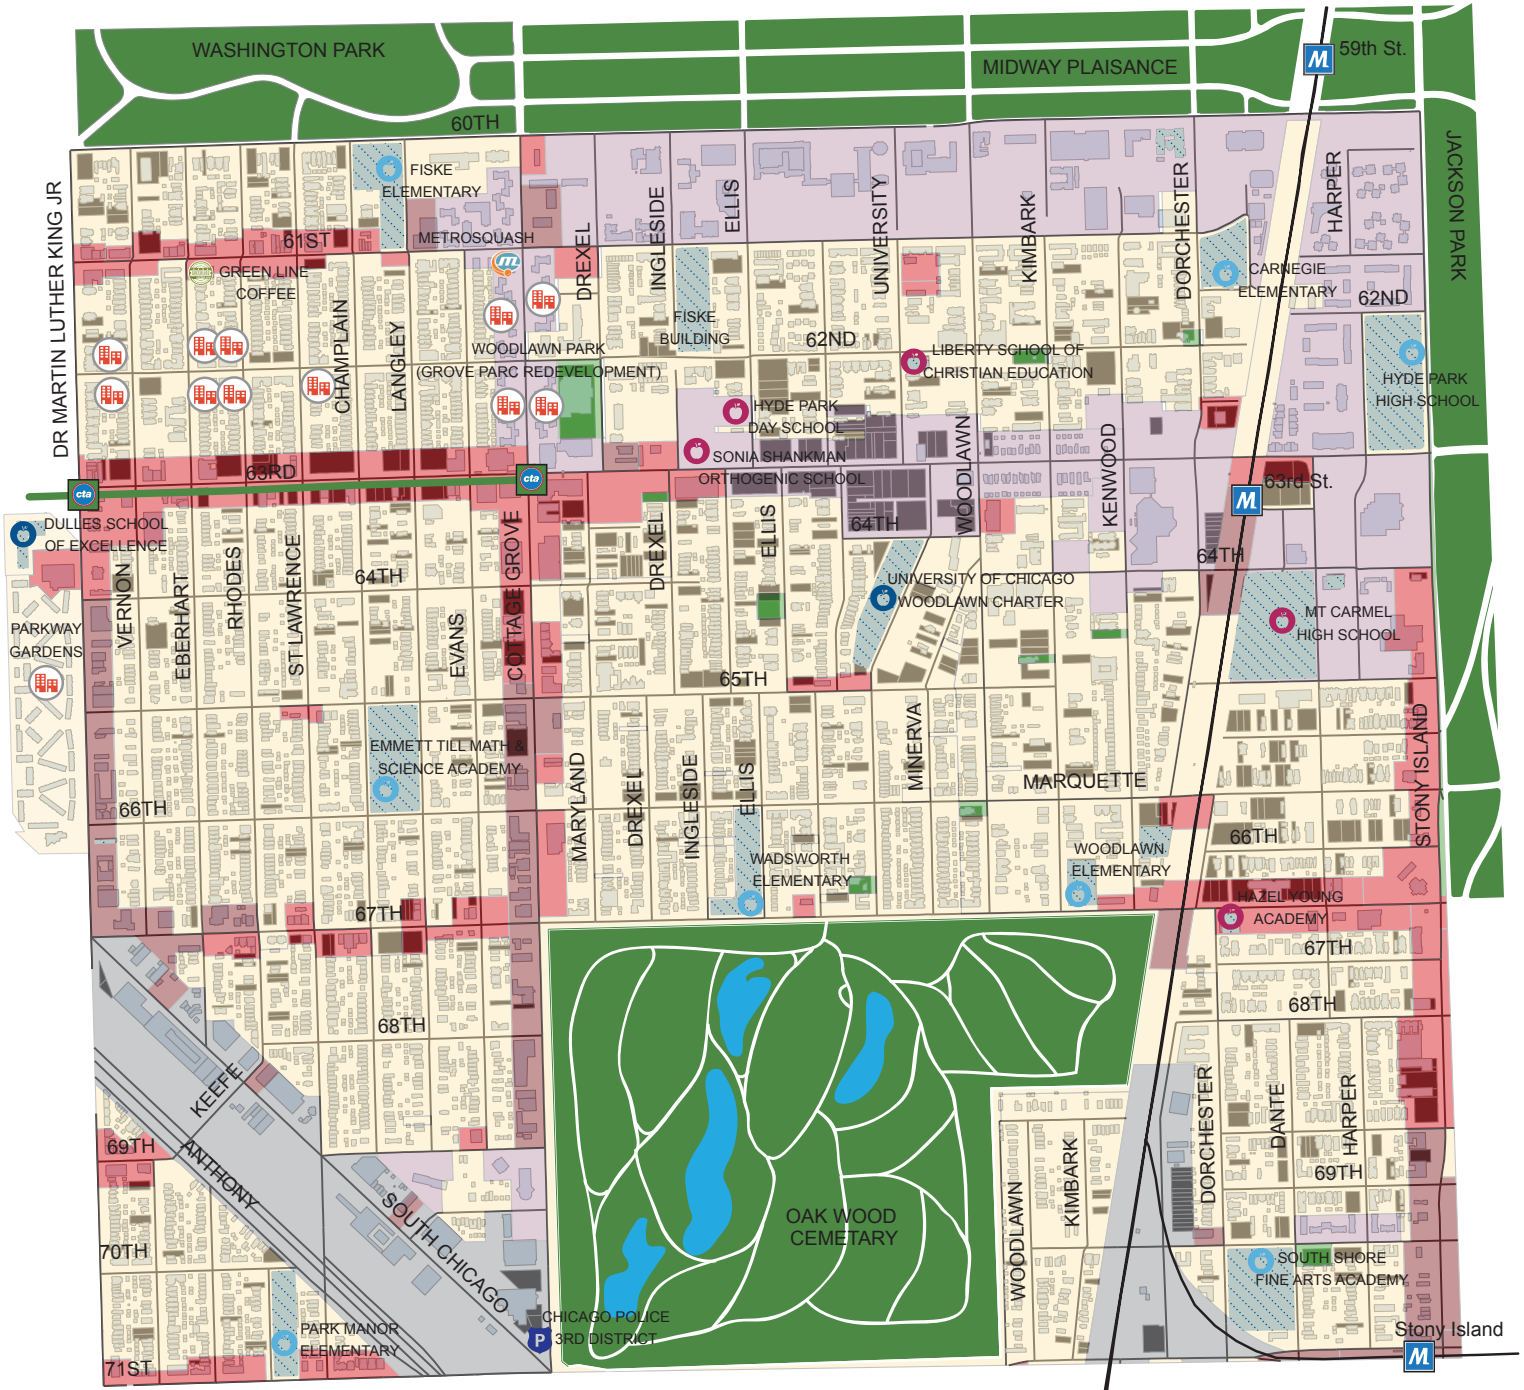 WASHINGTON PARK
MIDWAY PLAISANCE
M
59th St.
60TH
JACKSON PARK
DR MARTIN LUTHER KING JR
FISKE
ELEMENTARY
61ST
METROSQUASH
m
DREXEL
INGLESIDE
ELLIS
UNIVERSITY
KIMBARK
DORCHESTER
HARPER
GREEN LINE
COFFEE
CARNEGIE
ELEMENTARY
62ND
CHAMPLAIN
LANGLEY
FISKE
BUILDING
62ND
WOODLAWN PARK
(GROVE PARC REDEVELOPMENT)
LIBERTY SCHOOL OF
CHRISTIAN EDUCATION
HYDE PARK
HIGH SCHOOL
HYDE PARK
DAY SCHOOL
SONIA SHANKMAN
ORTHOGENIC SCHOOL
63RD
cta
cta
M
63rd St.
WOODLAWN
KENWOOD
DULLES SCHOOL
OF EXCELLENCE
COTTAGE GROVE
DREXEL
ELLIS
64TH
64TH
VERNON
EBERHART
RHODES
ST LAWRENCE
64TH
EVANS
UNIVERSITY OF CHICAGO
WOODLAWN CHARTER
MT CARMEL
HIGH SCHOOL
PARKWAY
GARDENS
65TH
STONY ISLAND
EMMETT TILL MATH &
SCIENCE ACADEMY
MARYLAND
DREXEL
INGLESIDE
ELLIS
MINERVA
MARQUETTE
66TH
66TH
WADSWORTH
ELEMENTARY
WOODLAWN
ELEMENTARY
67TH
HAZEL YOUNG
ACADEMY
67TH
68TH
68TH
KEEFE
DORCHESTER
DANTE
HARPER
69TH
ANTHONY
SOUTH CHICAGO
69TH
WOODLAWN
KIMBARK
OAK WOOD
CEMETARY
70TH
SOUTH SHORE
FINE ARTS ACADEMY
PARK MANOR
ELEMENTARY
P
CHICAGO POLICE
3RD DISTRICT
Stony Island
M
71ST